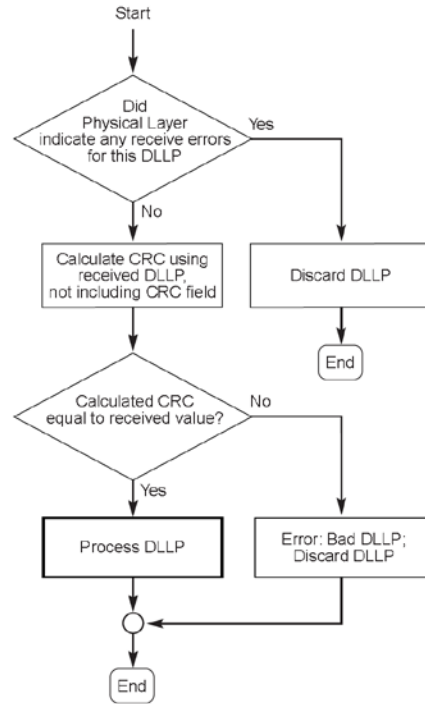 Start
Did
Physical Layer
indicate any receive errors
for this DLLP
Yes
No
Calculate CRC using
received DLLP,
not including CRC field
Discard DLLP
End
Calculated CRC
equal to received value?
No
Yes
Process DLLP
Error: Bad DLLP;
Discard DLLP
End